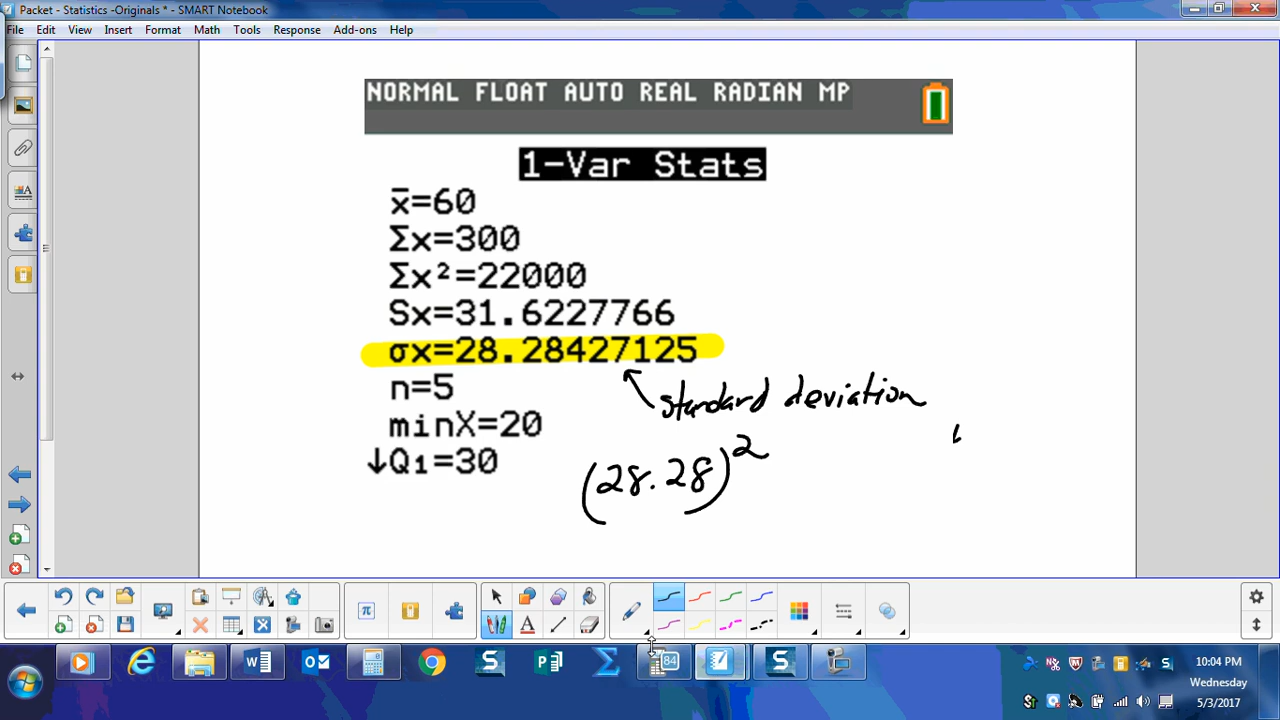 Packet - Statistics -Originals * - SMART Notebook
File Edit View Insert Format Math Tools Response Add-ons Help
NORMAL FLOAT AUTO REAL RADIAN MP
1-Var Stats
x̄=60
Σx=300
Σx²=22000
Sx=31.6227766
σx=28.28427125
n=5
minX=20
↓Q₁=30
standard deviation
(28.28)²
10:04 PM
Wednesday
5/3/2017